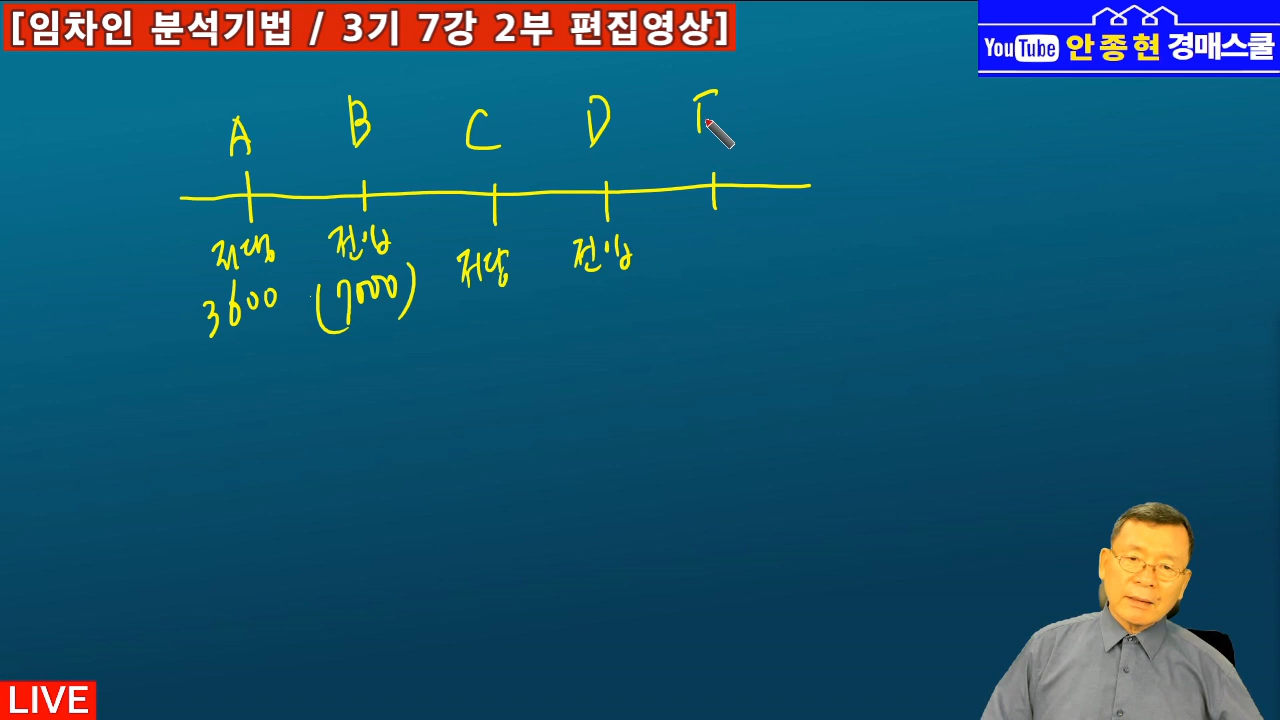 [임차인 분석기법 / 3기 7강 2부 편집영상]
YouTube 안종현 경매스쿨
A B C D
저당 전입 저당 전입
3600 (7000)
LIVE